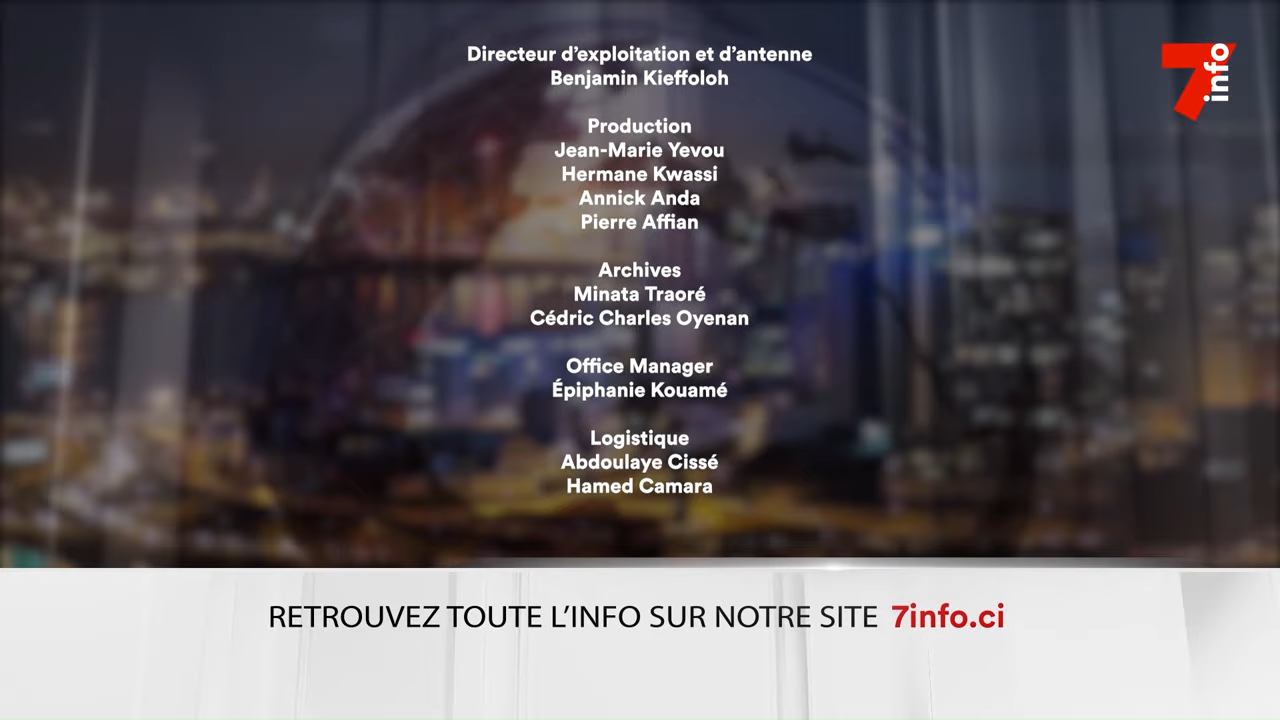 Directeur d’exploitation et d’antenne
Benjamin Kieffoloh
Production
Jean-Marie Yevou
Hermane Kwassi
Annick Anda
Pierre Affian
Archives
Minata Traoré
Cédric Charles Oyenan
Office Manager
Épiphanie Kouamé
Logistique
Abdoulaye Cissé
Hamed Camara
7info
RETROUVEZ TOUTE L’INFO SUR NOTRE SITE 7info.ci